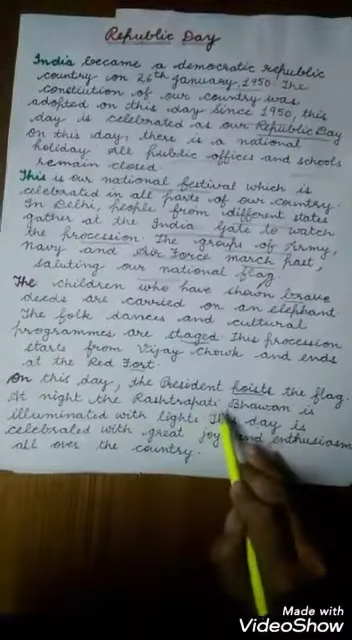 Republic Day
India became a democratic republic
country on 26th January, 1950. The
constitution of our country was
adopted on this day since 1950, this
day is celebrated as our Republic Day
on this day, there is a national
holiday all public offices and schools
remain closed.
This is our national festival which is
celebrated in all parts of our country.
In Delhi, people from different states
gather at the India Gate to watch
the procession. The groups of Army,
Navy and Air Force march past,
saluting our national flag
The children who have shown brave
deeds are carried on an elephant.
The folk dances and cultural
programmes are staged This procession
starts from Vijay chowk and ends
at the Red Fort.
On this day, the President hoists the flag.
At night the Rashtrapati Bhawan is
illuminated with lights This day is
celebrated with great joy and enthusiasm
all over the country.
Made with
VideoShow